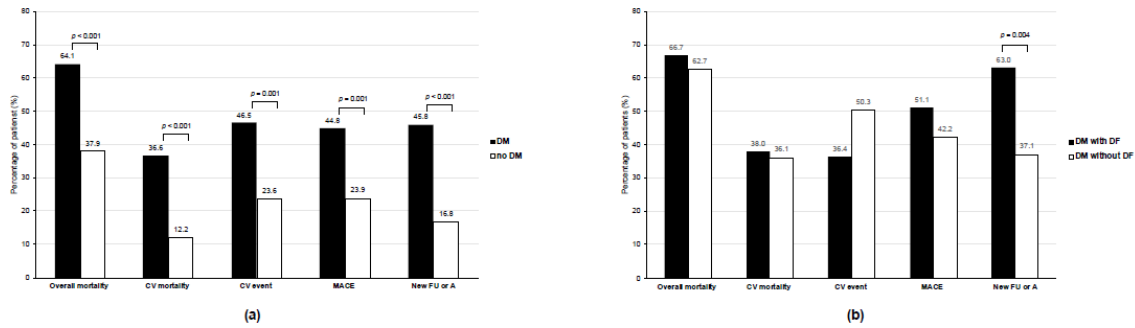 80
p < 0.001
70
64.1
60
p = 0.001
p = 0.001
p < 0.001
50
46.5
44.8
45.8
p < 0.001
40
37.9
36.6
30
23.6
23.9
20
16.8
12.2
10
0
Percentage of patienist (%)
Overall mortality CV mortality CV event MACE New FU or A
DM
no DM
(a)
80
p = 0.004
70
66.7
62.7
63.0
60
51.1
50.3
50
42.2
40
38.0
36.1
36.4
37.1
30
20
10
0
Percentage of patients (%)
Overall mortality CV mortality CV event MACE New FU or A
DM with DF
DM without DF
(b)